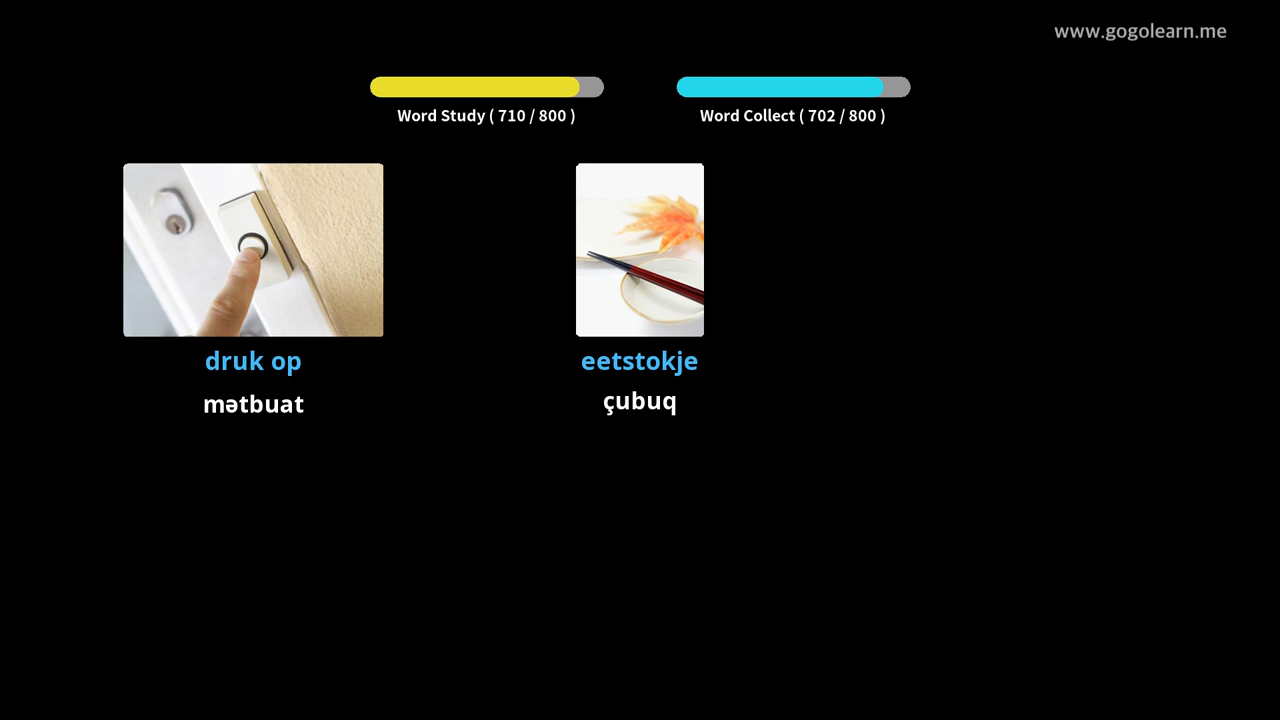 www.gogolearn.me
Word Study ( 710 / 800 )
Word Collect ( 702 / 800 )
druk op
mətbuat
eetstokje
çubuq